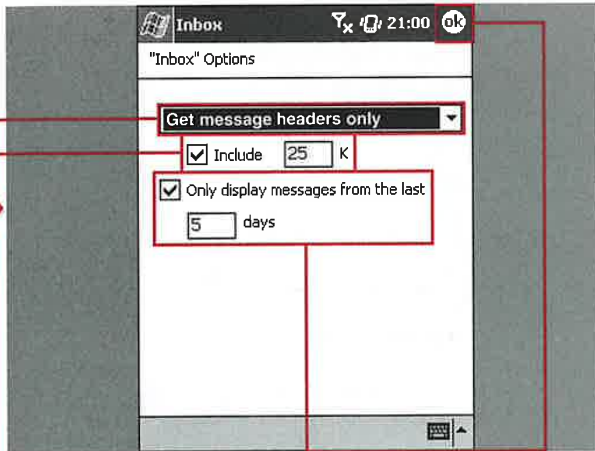 Inbox 21:00 ok
"Inbox" Options
Get message headers only
Include 25 K
Only display messages from the last
5 days